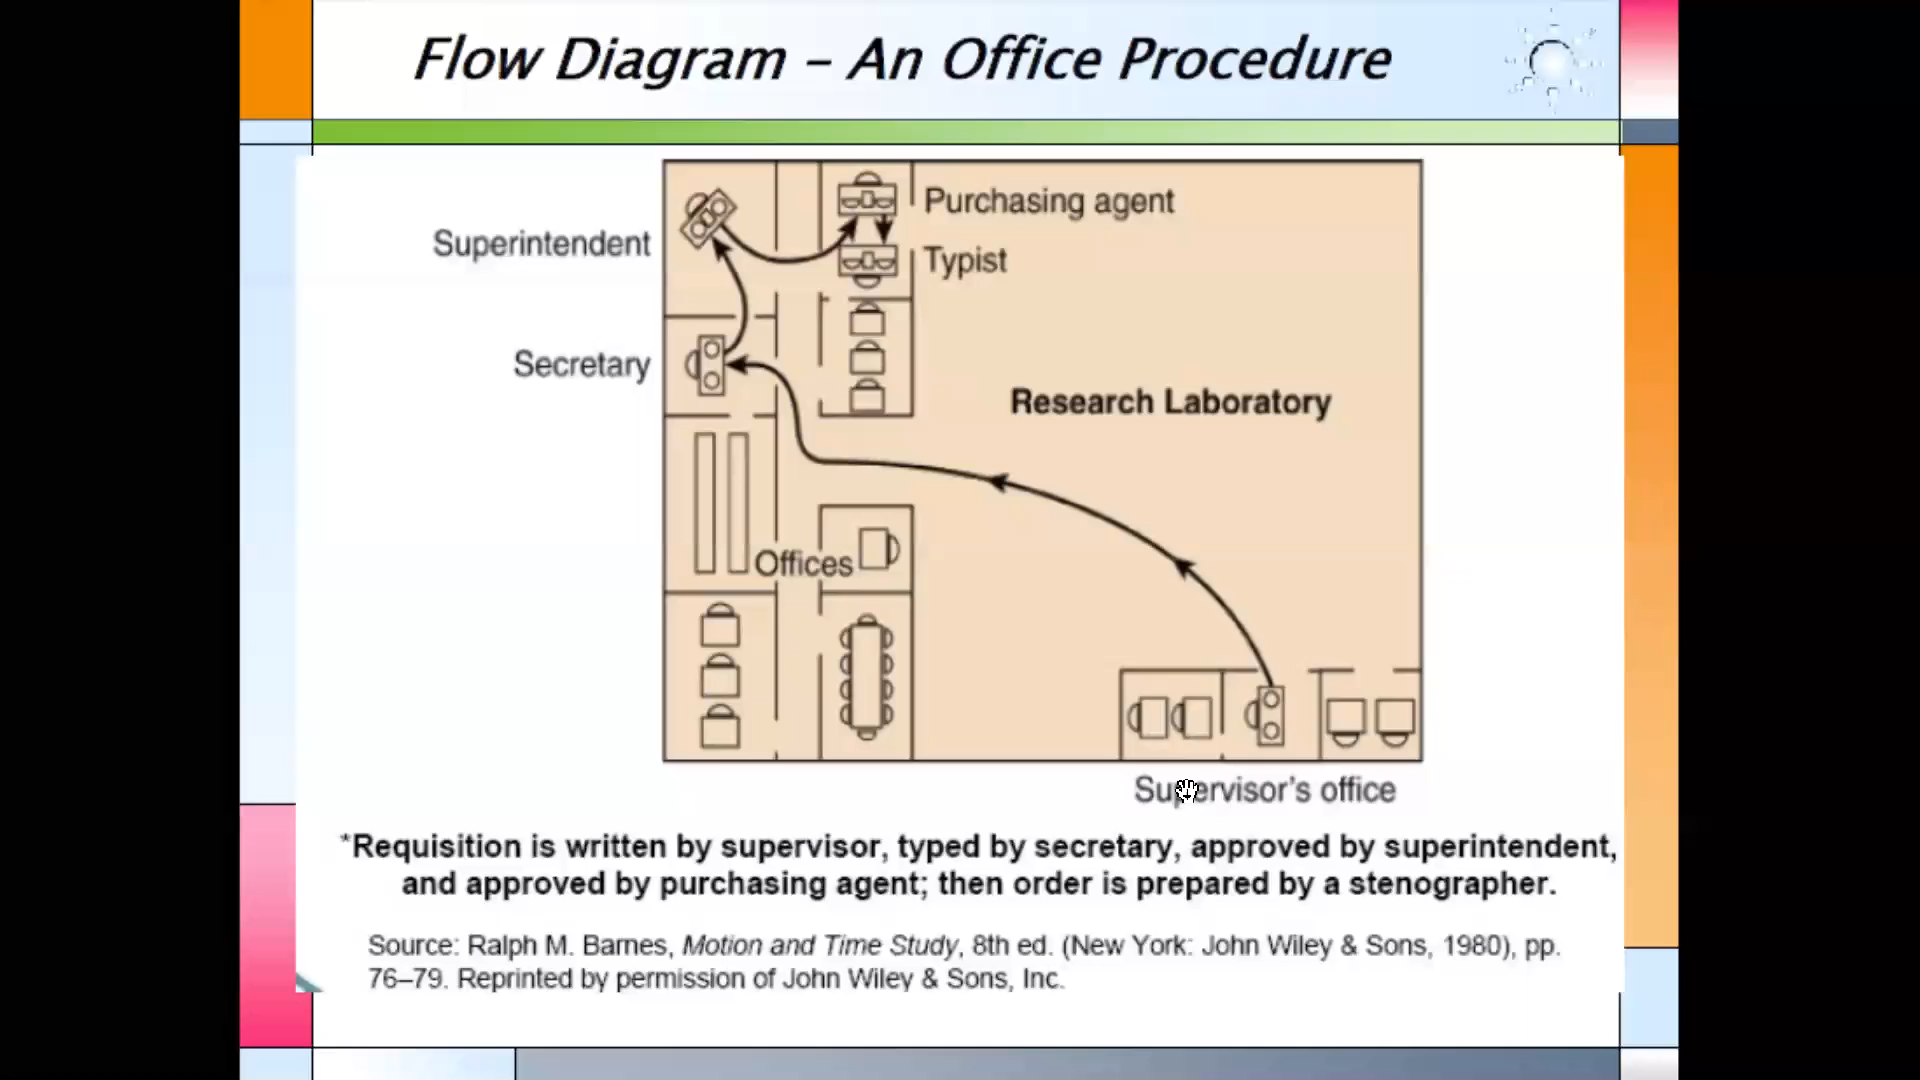 Flow Diagram – An Office Procedure
Purchasing agent
Superintendent
Typist
Secretary
Research Laboratory
Offices
Supervisor’s office
*Requisition is written by supervisor, typed by secretary, approved by superintendent,
and approved by purchasing agent; then order is prepared by a stenographer.
Source: Ralph M. Barnes, Motion and Time Study, 8th ed. (New York: John Wiley & Sons, 1980), pp.
76–79. Reprinted by permission of John Wiley & Sons, Inc.